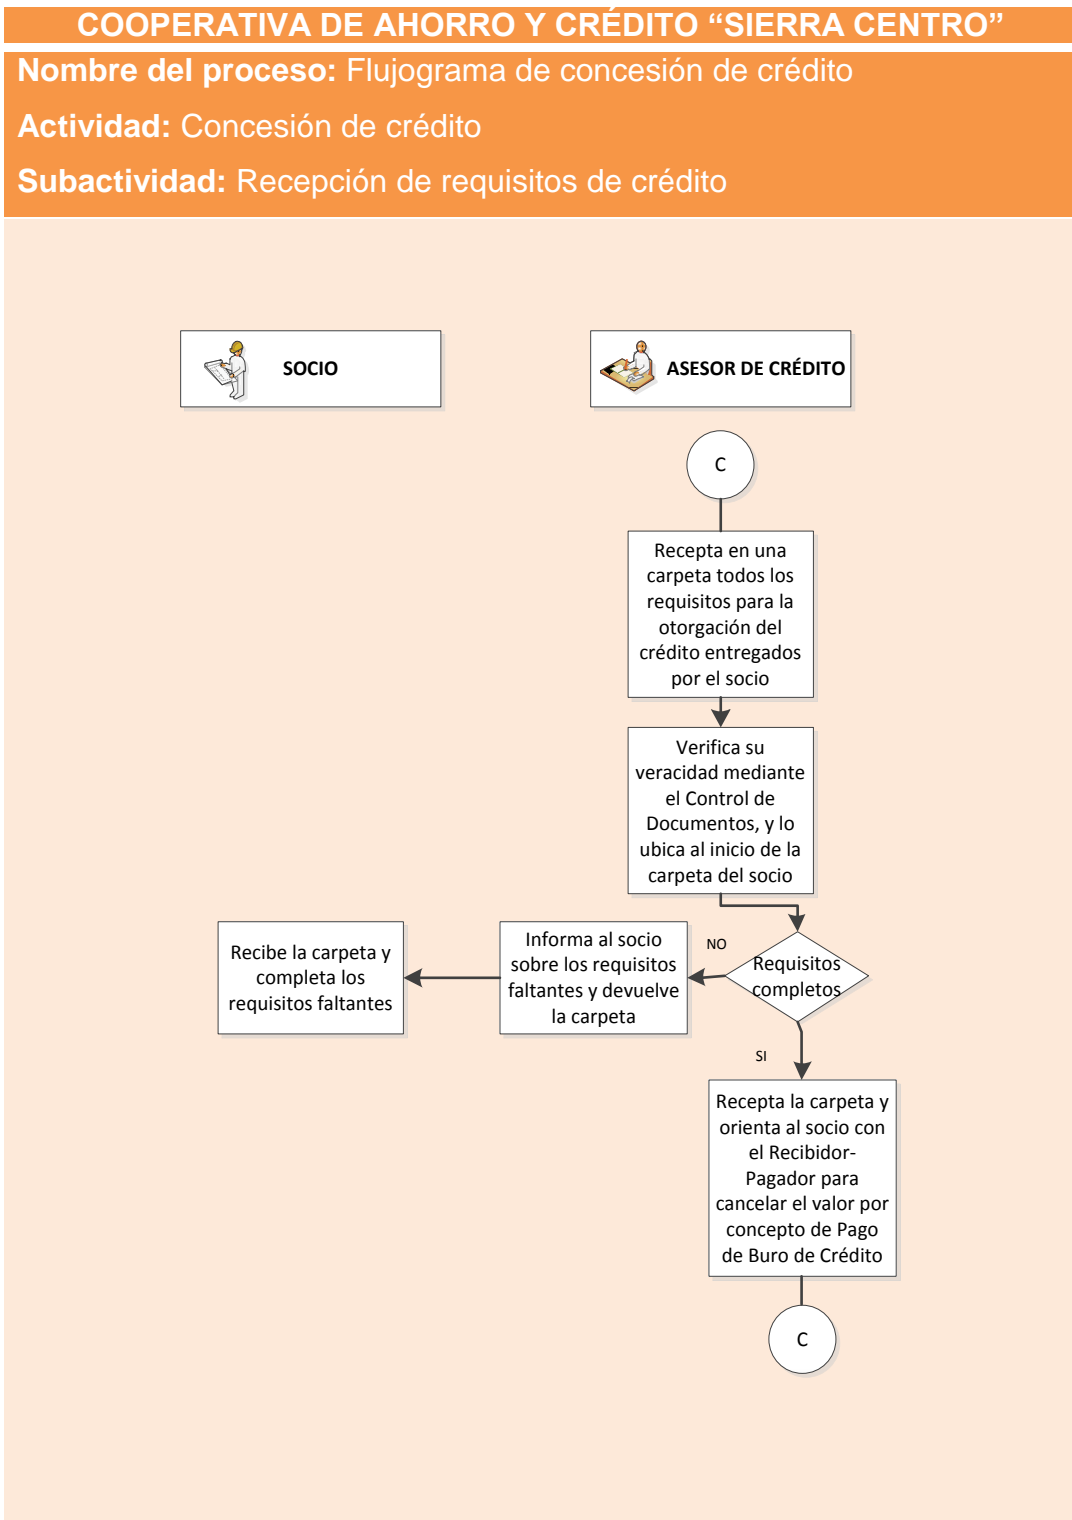 COOPERATIVA DE AHORRO Y CRÉDITO “SIERRA CENTRO”
Nombre del proceso: Flujograma de concesión de crédito
Actividad: Concesión de crédito
Subactividad: Recepción de requisitos de crédito
SOCIO
ASESOR DE CRÉDITO
C
Recepta en una
carpeta todos los
requisitos para la
otorgación del
crédito entregados
por el socio
Verifica su
veracidad mediante
el Control de
Documentos, y lo
ubica al inicio de la
carpeta del socio
Requisitos
completos
NO
Informa al socio
sobre los requisitos
faltantes y devuelve
la carpeta
Recibe la carpeta y
completa los
requisitos faltantes
SI
Recepta la carpeta y
orienta al socio con
el Recibidor-
Pagador para
cancelar el valor por
concepto de Pago
de Buro de Crédito
C